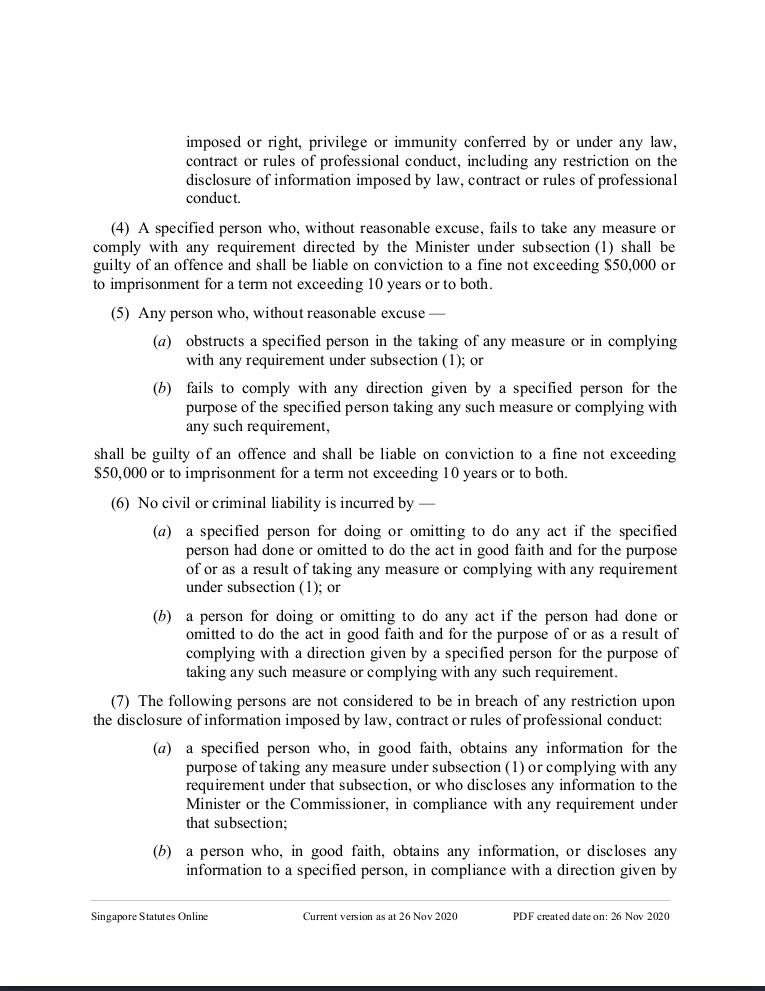 imposed or right, privilege or immunity conferred by or under any law,
contract or rules of professional conduct, including any restriction on the
disclosure of information imposed by law, contract or rules of professional
conduct.
(4) A specified person who, without reasonable excuse, fails to take any measure or
comply with any requirement directed by the Minister under subsection (1) shall be
guilty of an offence and shall be liable on conviction to a fine not exceeding $50,000 or
to imprisonment for a term not exceeding 10 years or to both.
(5) Any person who, without reasonable excuse —
(a) obstructs a specified person in the taking of any measure or in complying
with any requirement under subsection (1); or
(b) fails to comply with any direction given by a specified person for the
purpose of the specified person taking any such measure or complying with
any such requirement,
shall be guilty of an offence and shall be liable on conviction to a fine not exceeding
$50,000 or to imprisonment for a term not exceeding 10 years or to both.
(6) No civil or criminal liability is incurred by —
(a) a specified person for doing or omitting to do any act if the specified
person had done or omitted to do the act in good faith and for the purpose
of or as a result of taking any measure or complying with any requirement
under subsection (1); or
(b) a person for doing or omitting to do any act if the person had done or
omitted to do the act in good faith and for the purpose of or as a result of
complying with a direction given by a specified person for the purpose of
taking any such measure or complying with any such requirement.
(7) The following persons are not considered to be in breach of any restriction upon
the disclosure of information imposed by law, contract or rules of professional conduct:
(a) a specified person who, in good faith, obtains any information for the
purpose of taking any measure under subsection (1) or complying with any
requirement under that subsection, or who discloses any information to the
Minister or the Commissioner, in compliance with any requirement under
that subsection;
(b) a person who, in good faith, obtains any information, or discloses any
information to a specified person, in compliance with a direction given by
Singapore Statutes Online Current version as at 26 Nov 2020 PDF created date on: 26 Nov 2020